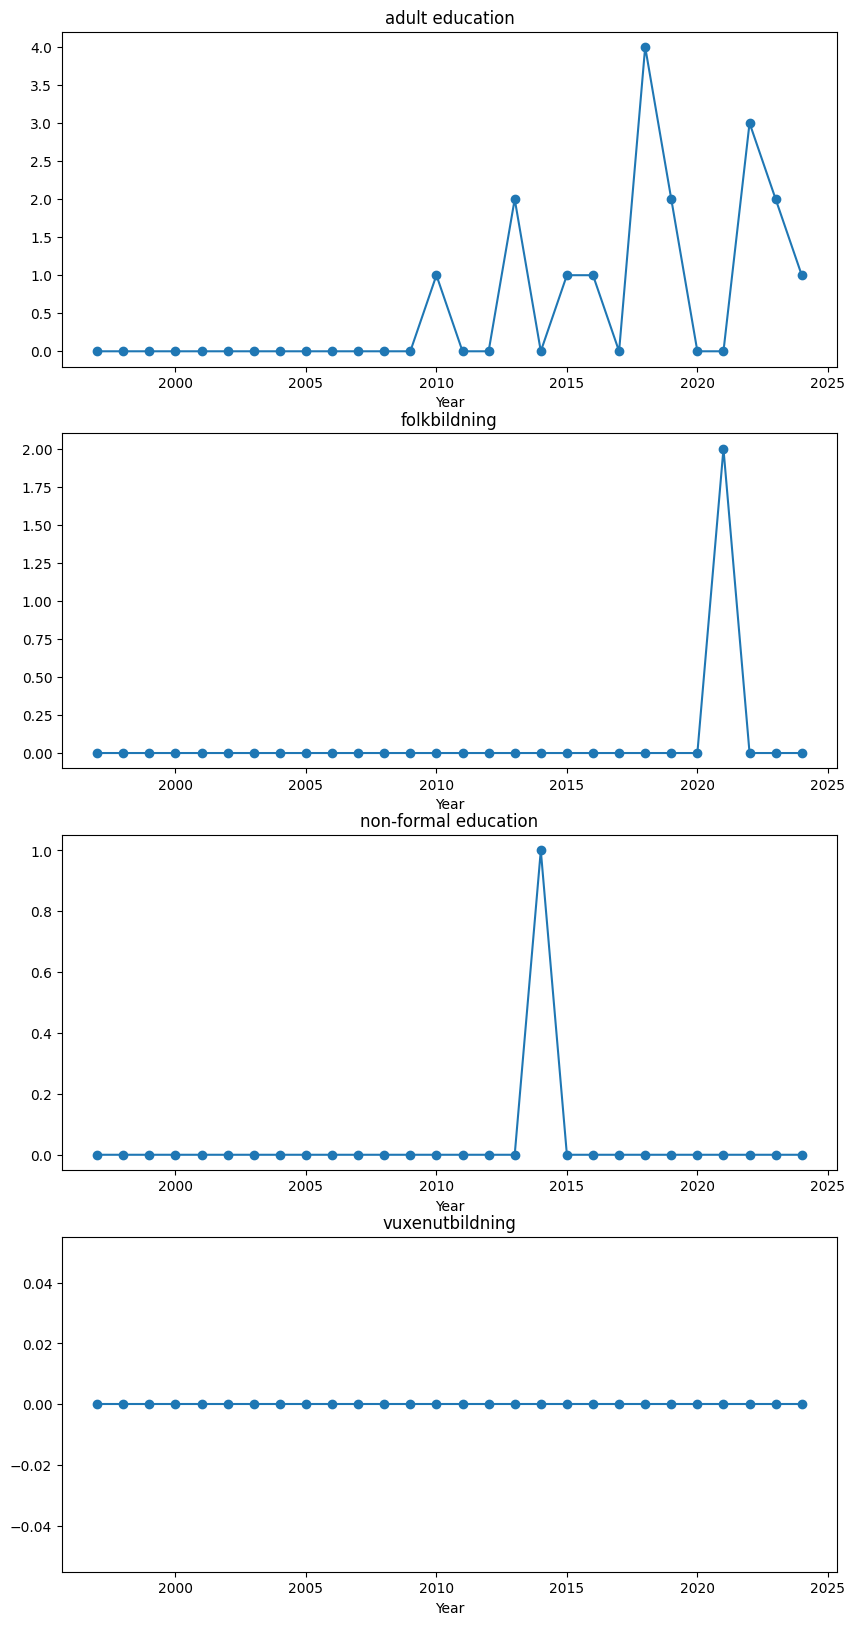 adult education
4.0
3.5
3.0
2.5
2.0
1.5
1.0
0.5
0.0
2000 2005 2010 2015 2020 2025
Year
folkbildning
2.00
1.75
1.50
1.25
1.00
0.75
0.50
0.25
0.00
2000 2005 2010 2015 2020 2025
Year
non-formal education
1.0
0.8
0.6
0.4
0.2
0.0
2000 2005 2010 2015 2020 2025
Year
vuxenutbildning
0.04
0.02
0.00
−0.02
−0.04
2000 2005 2010 2015 2020 2025
Year